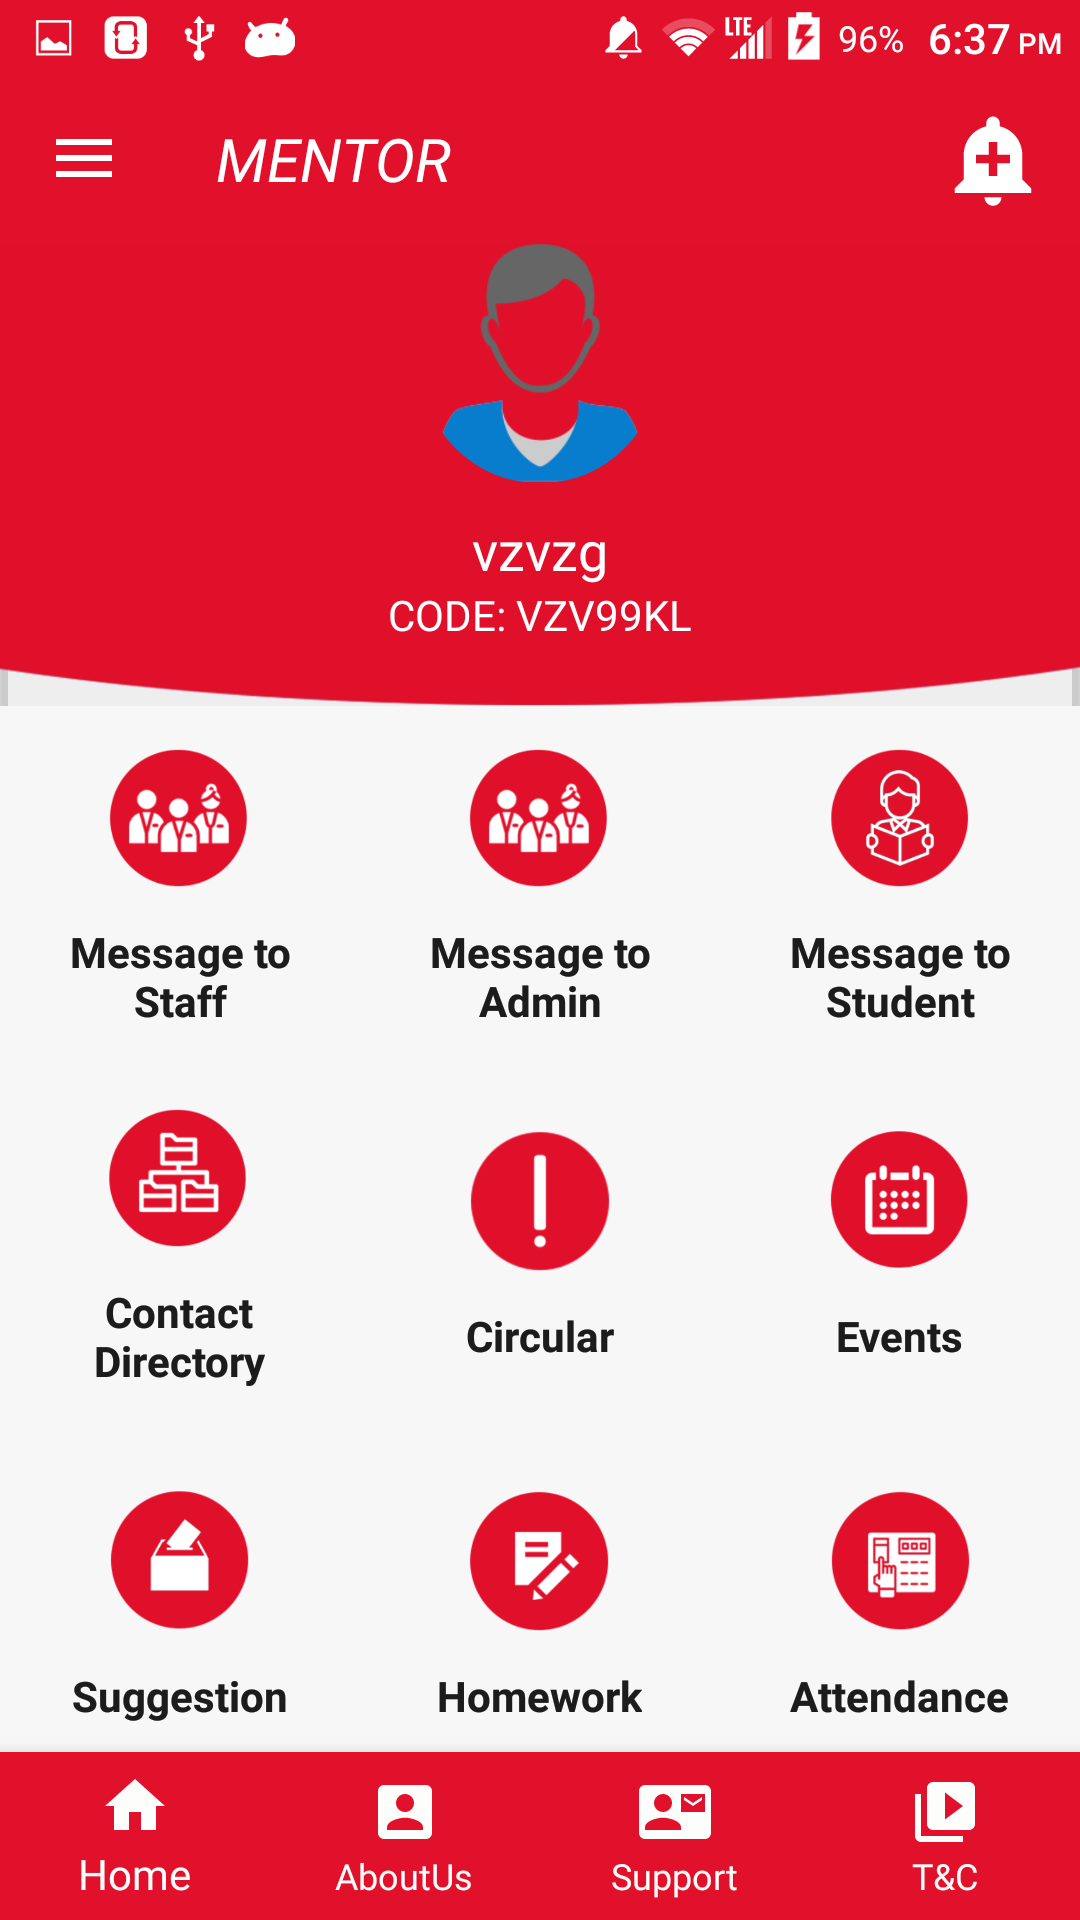 LTE 96% 6:37 PM
MENTOR
vzvzg
CODE: VZV99KL
Message to Staff
Message to Admin
Message to Student
Contact Directory
Circular
Events
Suggestion
Homework
Attendance
Home
AboutUs
Support
T&C